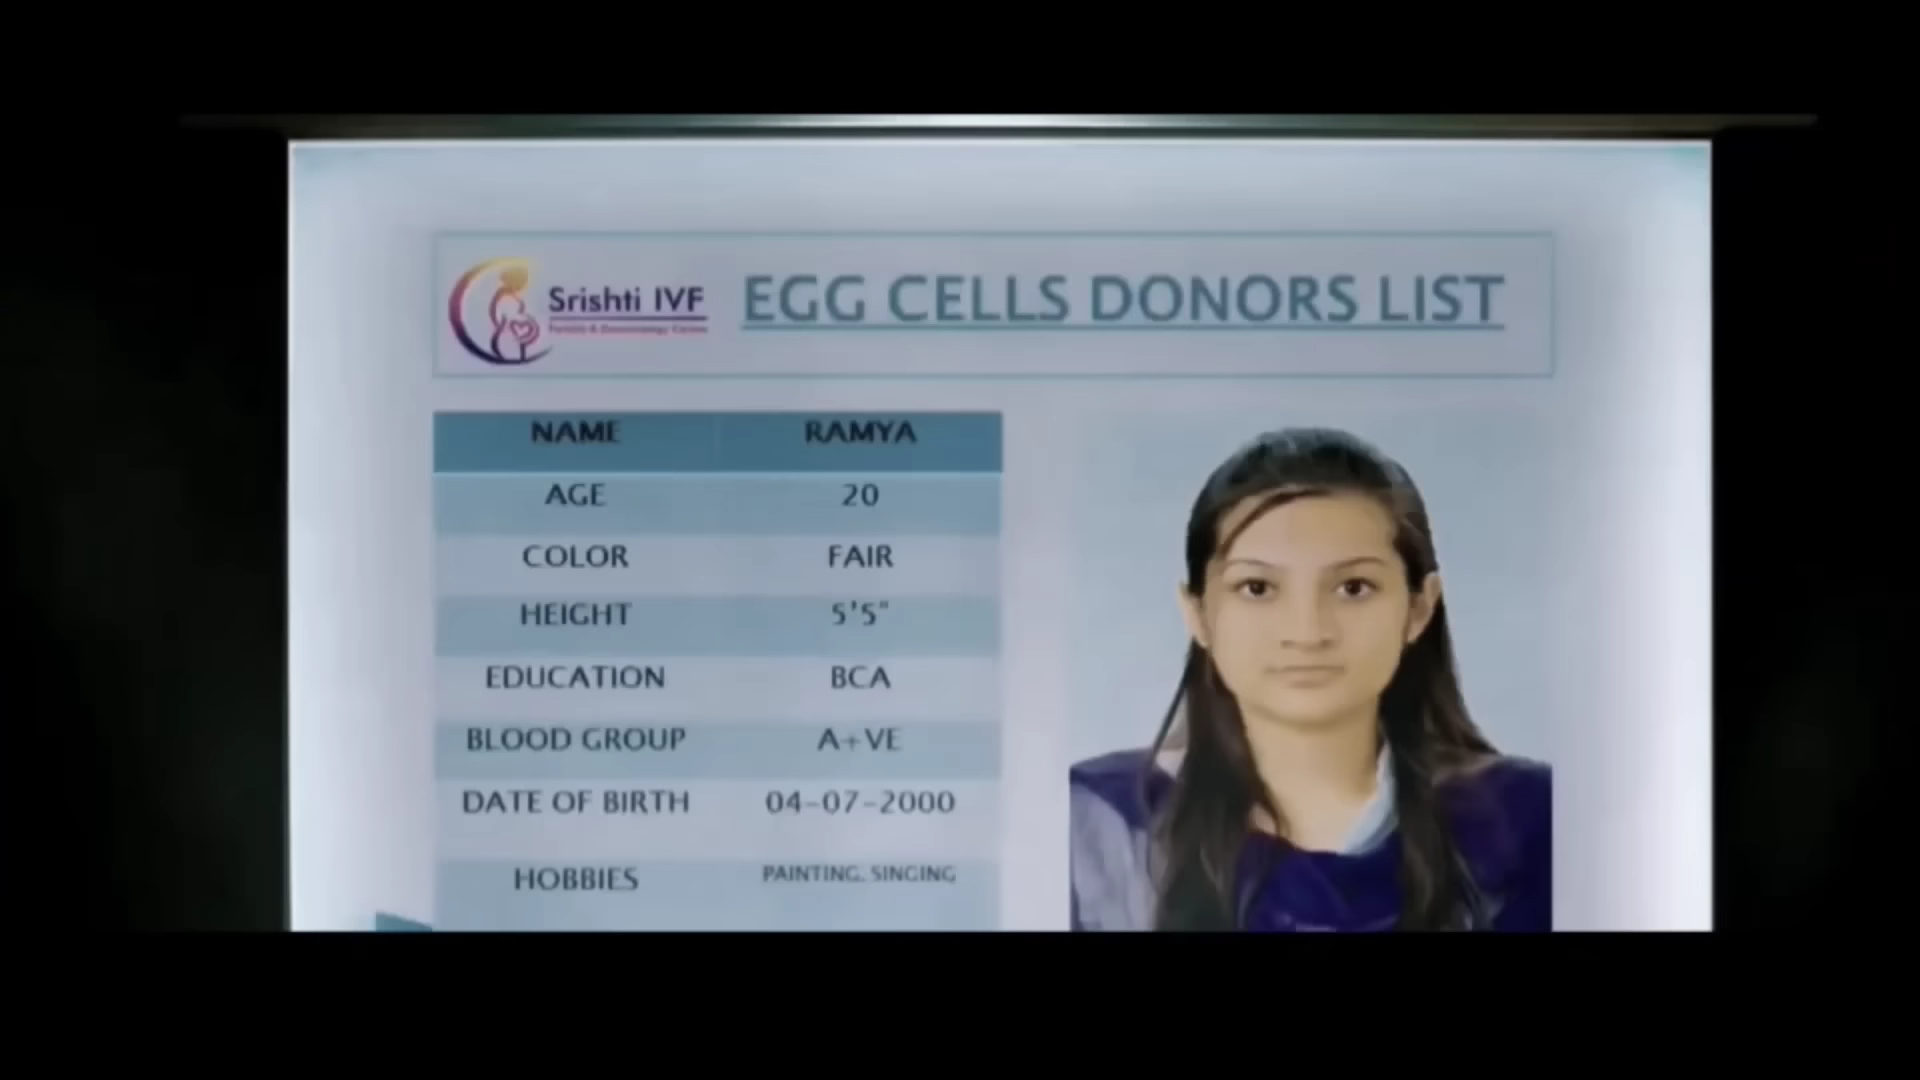 Srishti IVF
EGG CELLS DONORS LIST
NAME RAMYA
AGE 20
COLOR FAIR
HEIGHT 5'5"
EDUCATION BCA
BLOOD GROUP A+VE
DATE OF BIRTH 04-07-2000
HOBBIES PAINTING, SINGING